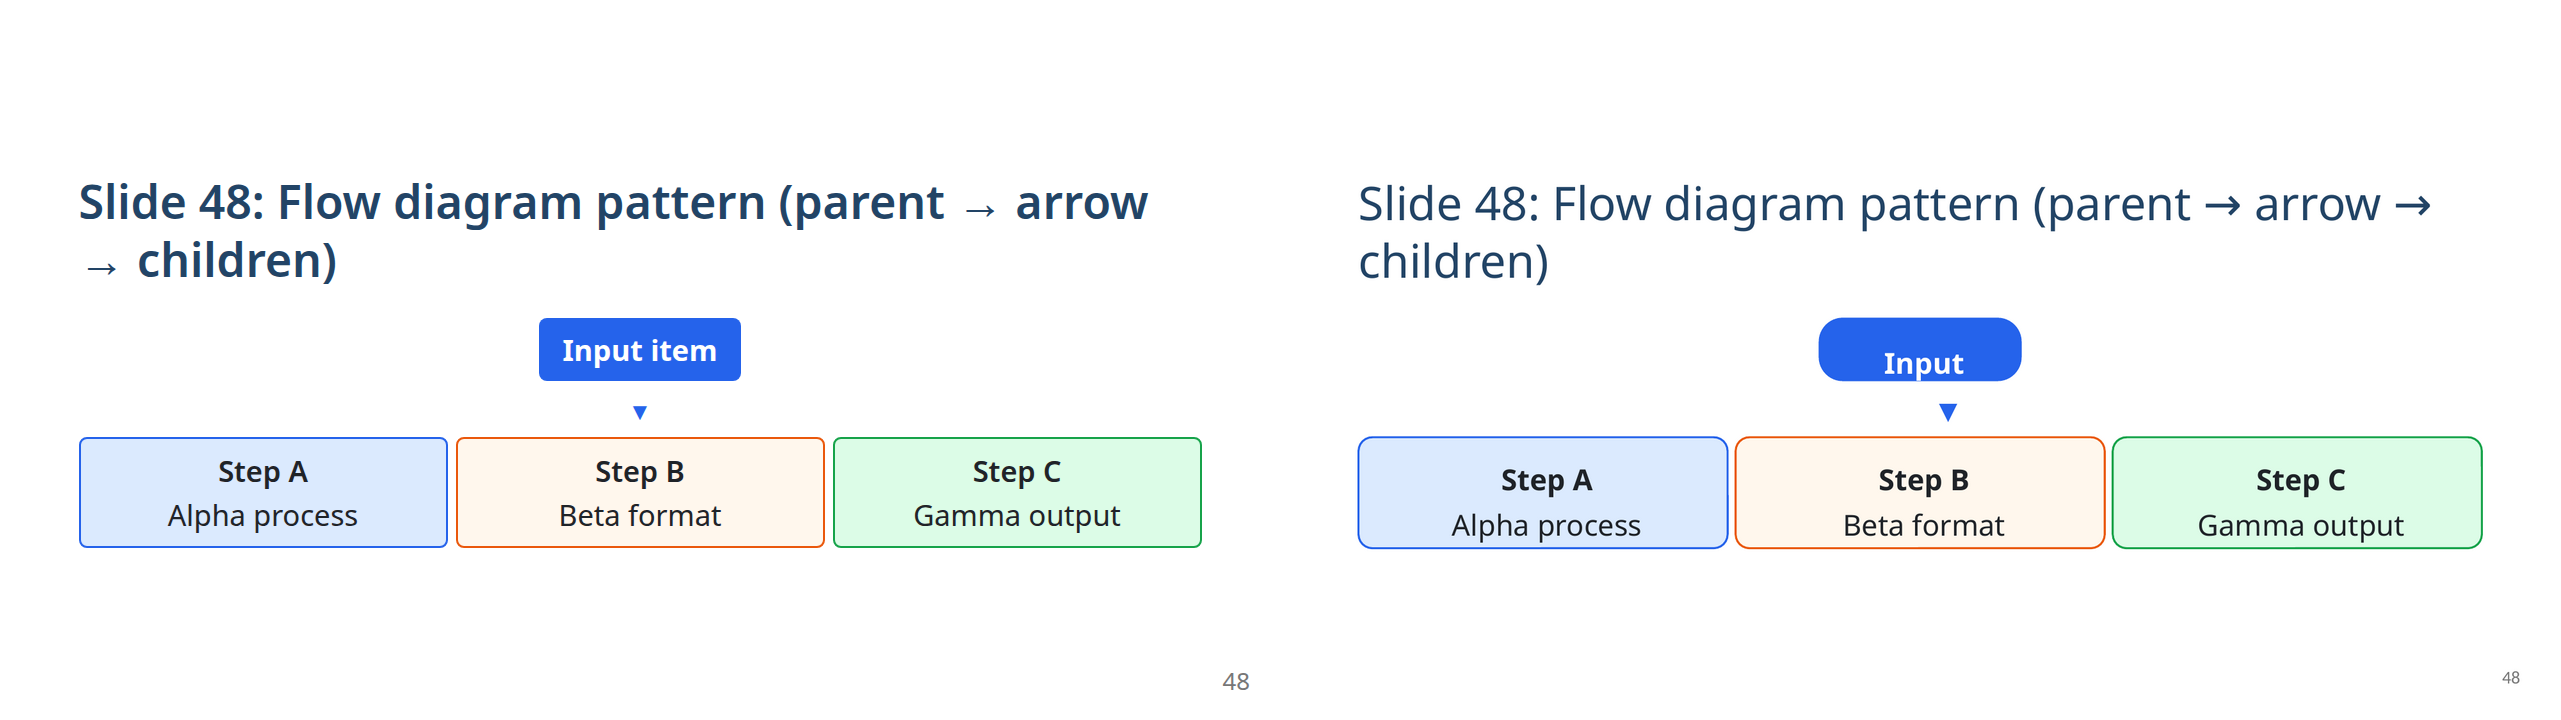 Slide 48: Flow diagram pattern (parent → arrow
→ children)
Input item
▼
Step A
Alpha process
Step B
Beta format
Step C
Gamma output
48
Slide 48: Flow diagram pattern (parent → arrow →
children)
Input
▼
Step A
Alpha process
Step B
Beta format
Step C
Gamma output
48